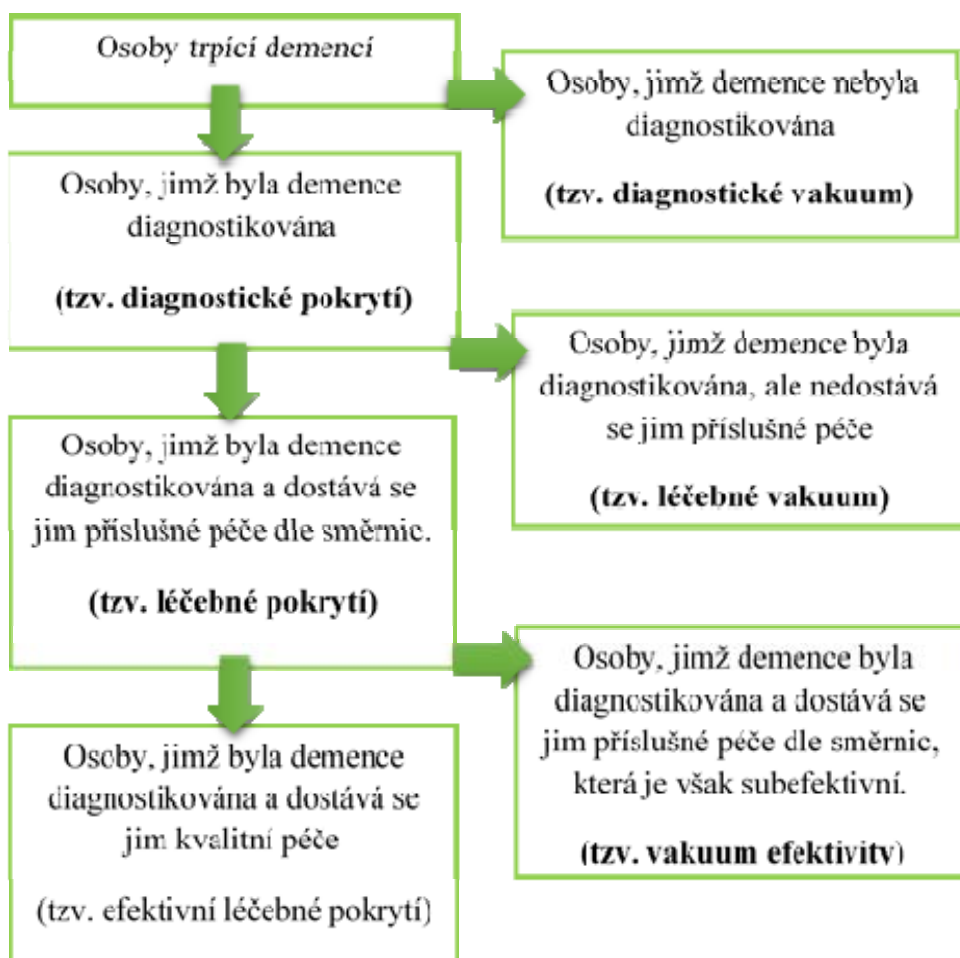 Osoby trpící demencí
Osoby, jimž demence nebyla
diagnostikována
(tzv. diagnostické vakuum)
Osoby, jimž byla demence
diagnostikována
(tzv. diagnostické pokrytí)
Osoby, jimž demence byla
diagnostikována, ale nedostává
se jim příslušné péče
(tzv. léčebné vakuum)
Osoby, jimž byla demence
diagnostikována a dostává se
jim příslušné péče dle směrnic.
(tzv. léčebné pokrytí)
Osoby, jimž demence byla
diagnostikována a dostává se
jim příslušné péče dle směrnic,
která je však subefektivní.
(tzv. vakuum efektivity)
Osoby, jimž byla demence
diagnostikována a dostává se
jim kvalitní péče
(tzv. efektivní léčebné pokrytí)